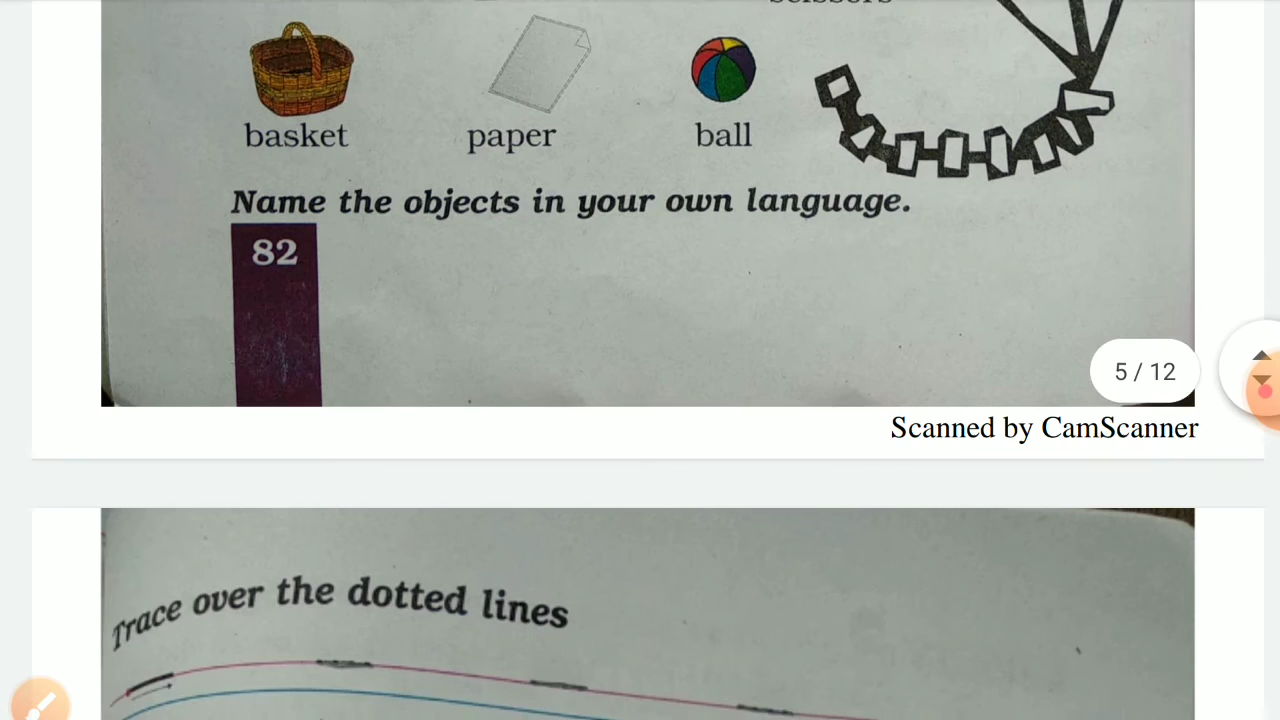 scissors
basket paper ball
Name the objects in your own language.
82
5 / 12
Scanned by CamScanner
Trace over the dotted lines